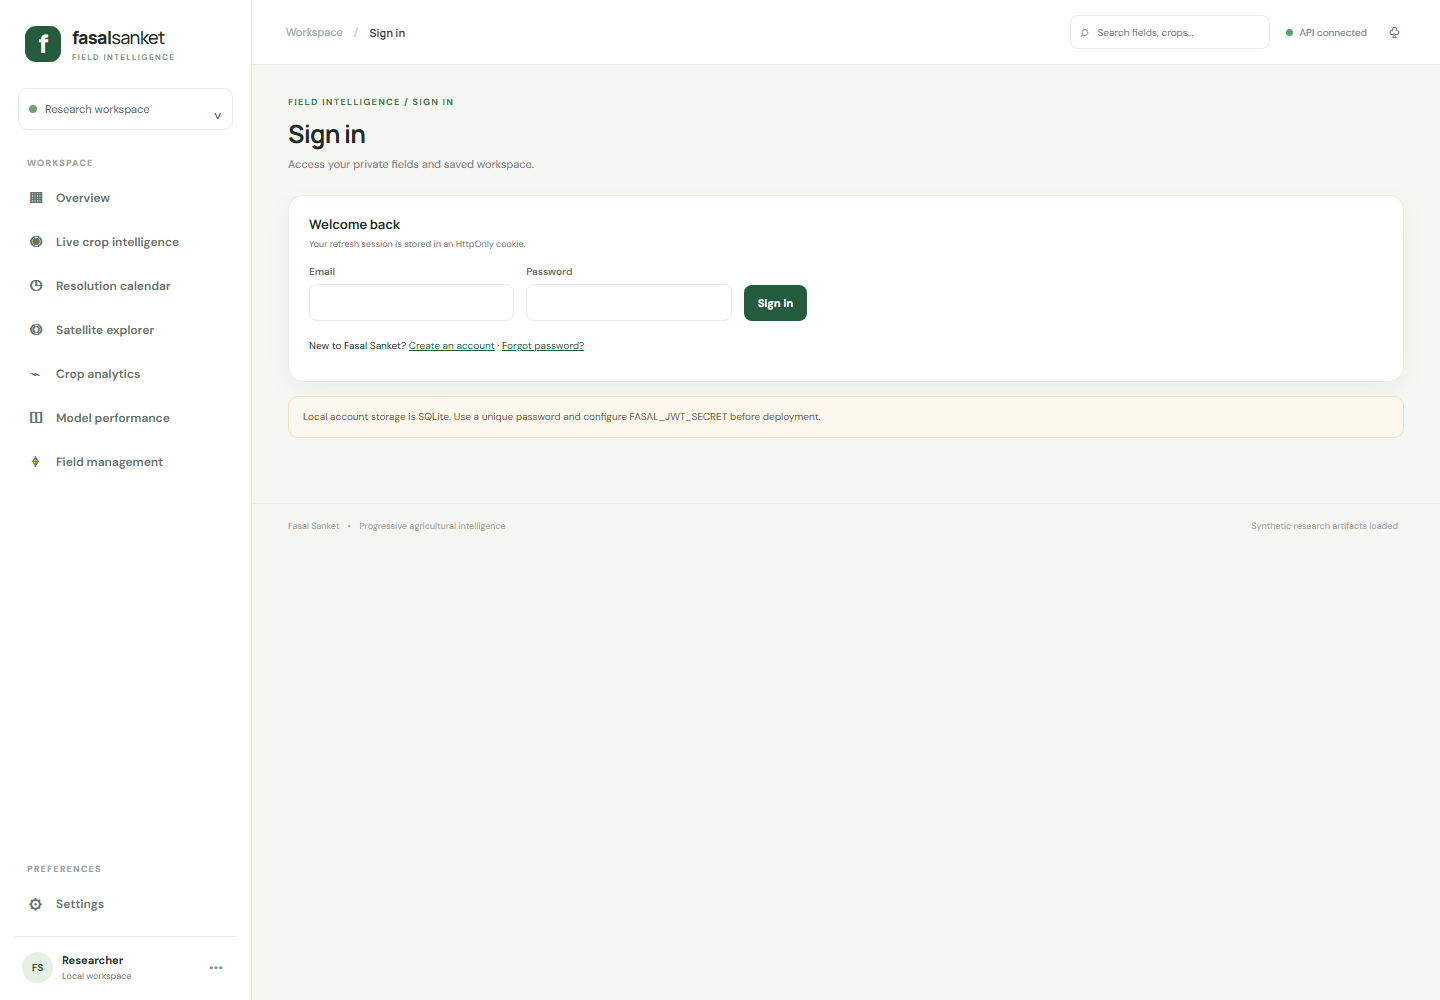 f
fasalsanket
FIELD INTELLIGENCE
Research workspace
v
WORKSPACE
Overview
Live crop intelligence
Resolution calendar
Satellite explorer
Crop analytics
Model performance
Field management
PREFERENCES
Settings
FS
Researcher
Local workspace
•••
Workspace / Sign in
Search fields, crops...
API connected
FIELD INTELLIGENCE / SIGN IN
Sign in
Access your private fields and saved workspace.
Welcome back
Your refresh session is stored in an HttpOnly cookie.
Email Password
Sign in
New to Fasal Sanket? Create an account · Forgot password?
Local account storage is SQLite. Use a unique password and configure FASAL_JWT_SECRET before deployment.
Fasal Sanket • Progressive agricultural intelligence
Synthetic research artifacts loaded